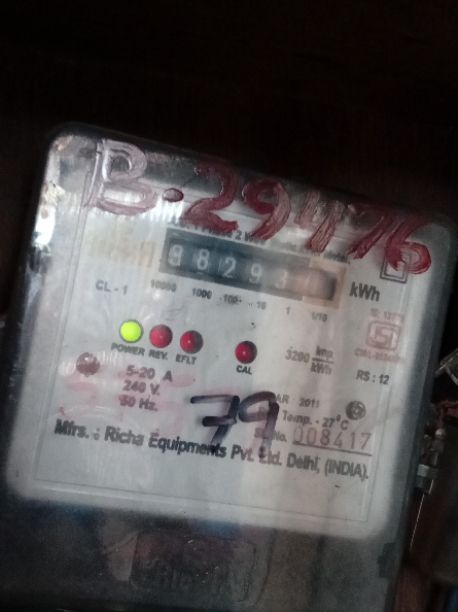 B-29476
9829
kWh
CL - 1 10000 1000 100 10 1 1/10
POWER REV. EFLT CAL
3200 imp/kWh
RS : 12
5-20 A
240 V.
50 Hz.
79
2011
Temp. - 27°C
No. 008417
Mfrs. : Richa Equipments Pvt. Ltd. Delhi, (INDIA).